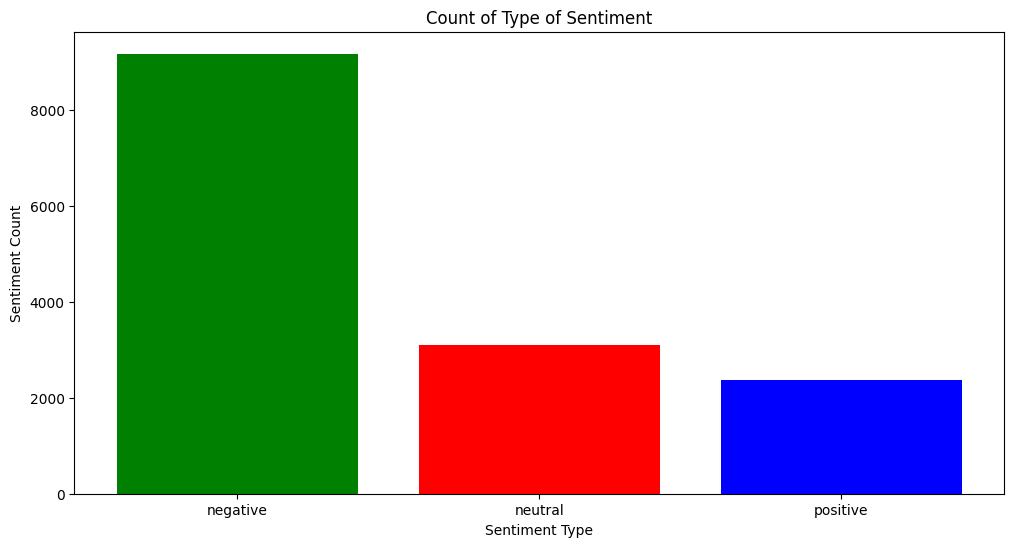 Count of Type of Sentiment
8000
6000
4000
2000
0
Sentiment Count
negative neutral positive
Sentiment Type